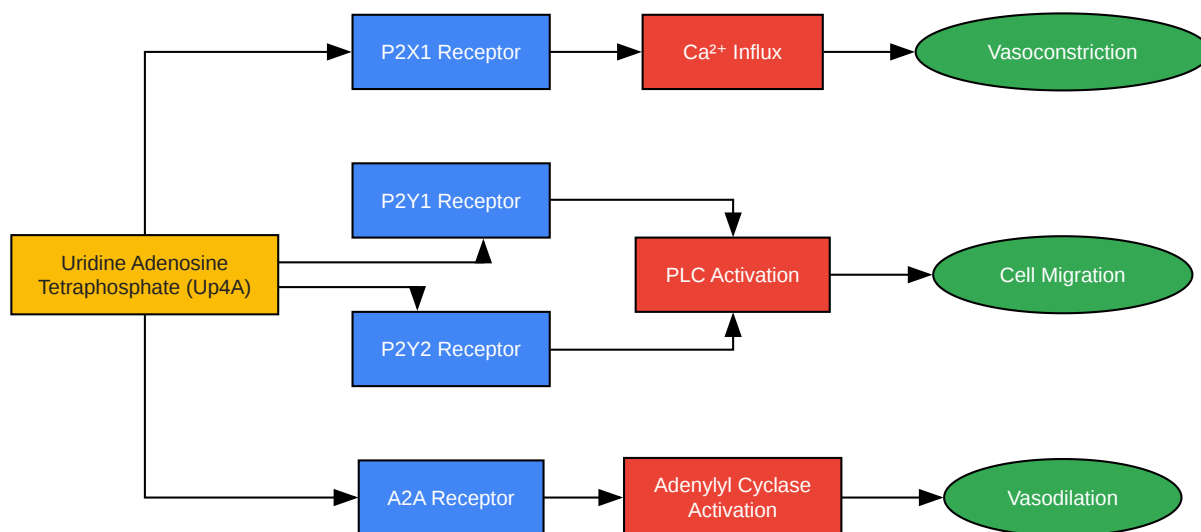 P2X1 Receptor
Ca²⁺ Influx
Vasoconstriction
P2Y1 Receptor
Uridine Adenosine
Tetraphosphate (Up4A)
PLC Activation
Cell Migration
P2Y2 Receptor
A2A Receptor
Adenylyl Cyclase
Activation
Vasodilation